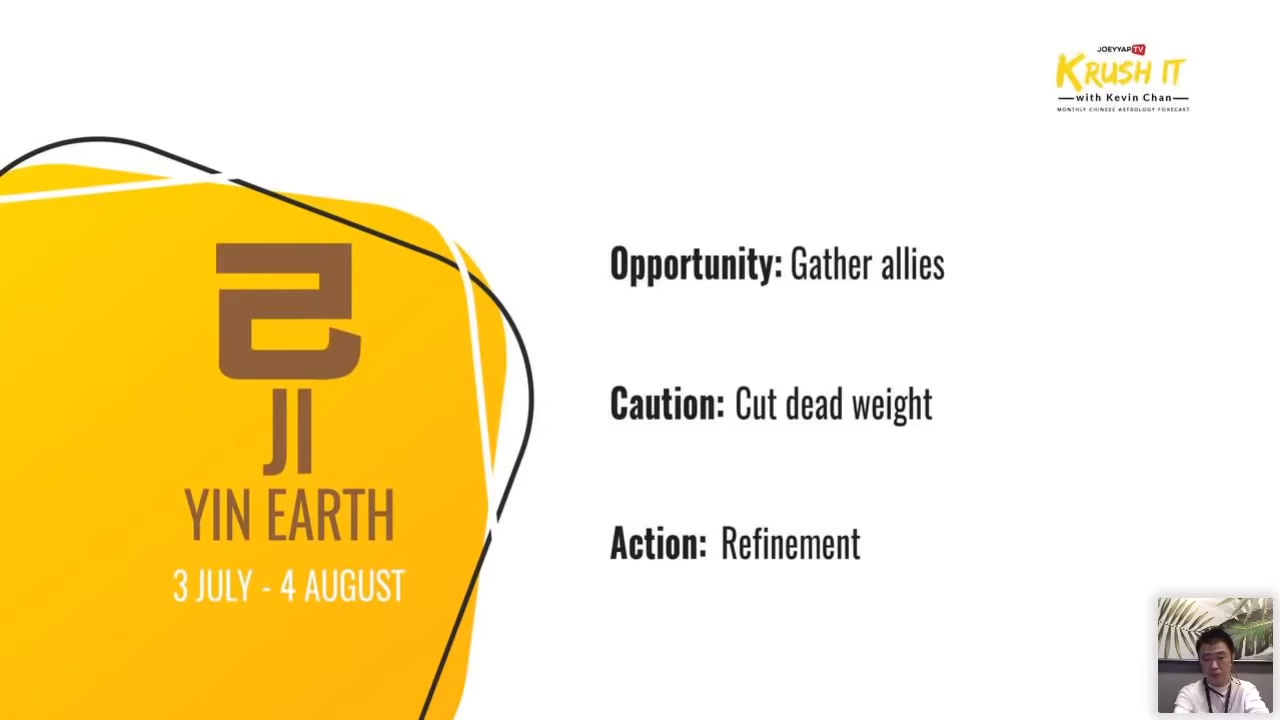 JOEYYAP TV
KRUSH IT
with Kevin Chan
MONTHLY CHINESE ASTROLOGY FORECAST
己
JI
YIN EARTH
3 JULY - 4 AUGUST
Opportunity: Gather allies
Caution: Cut dead weight
Action: Refinement